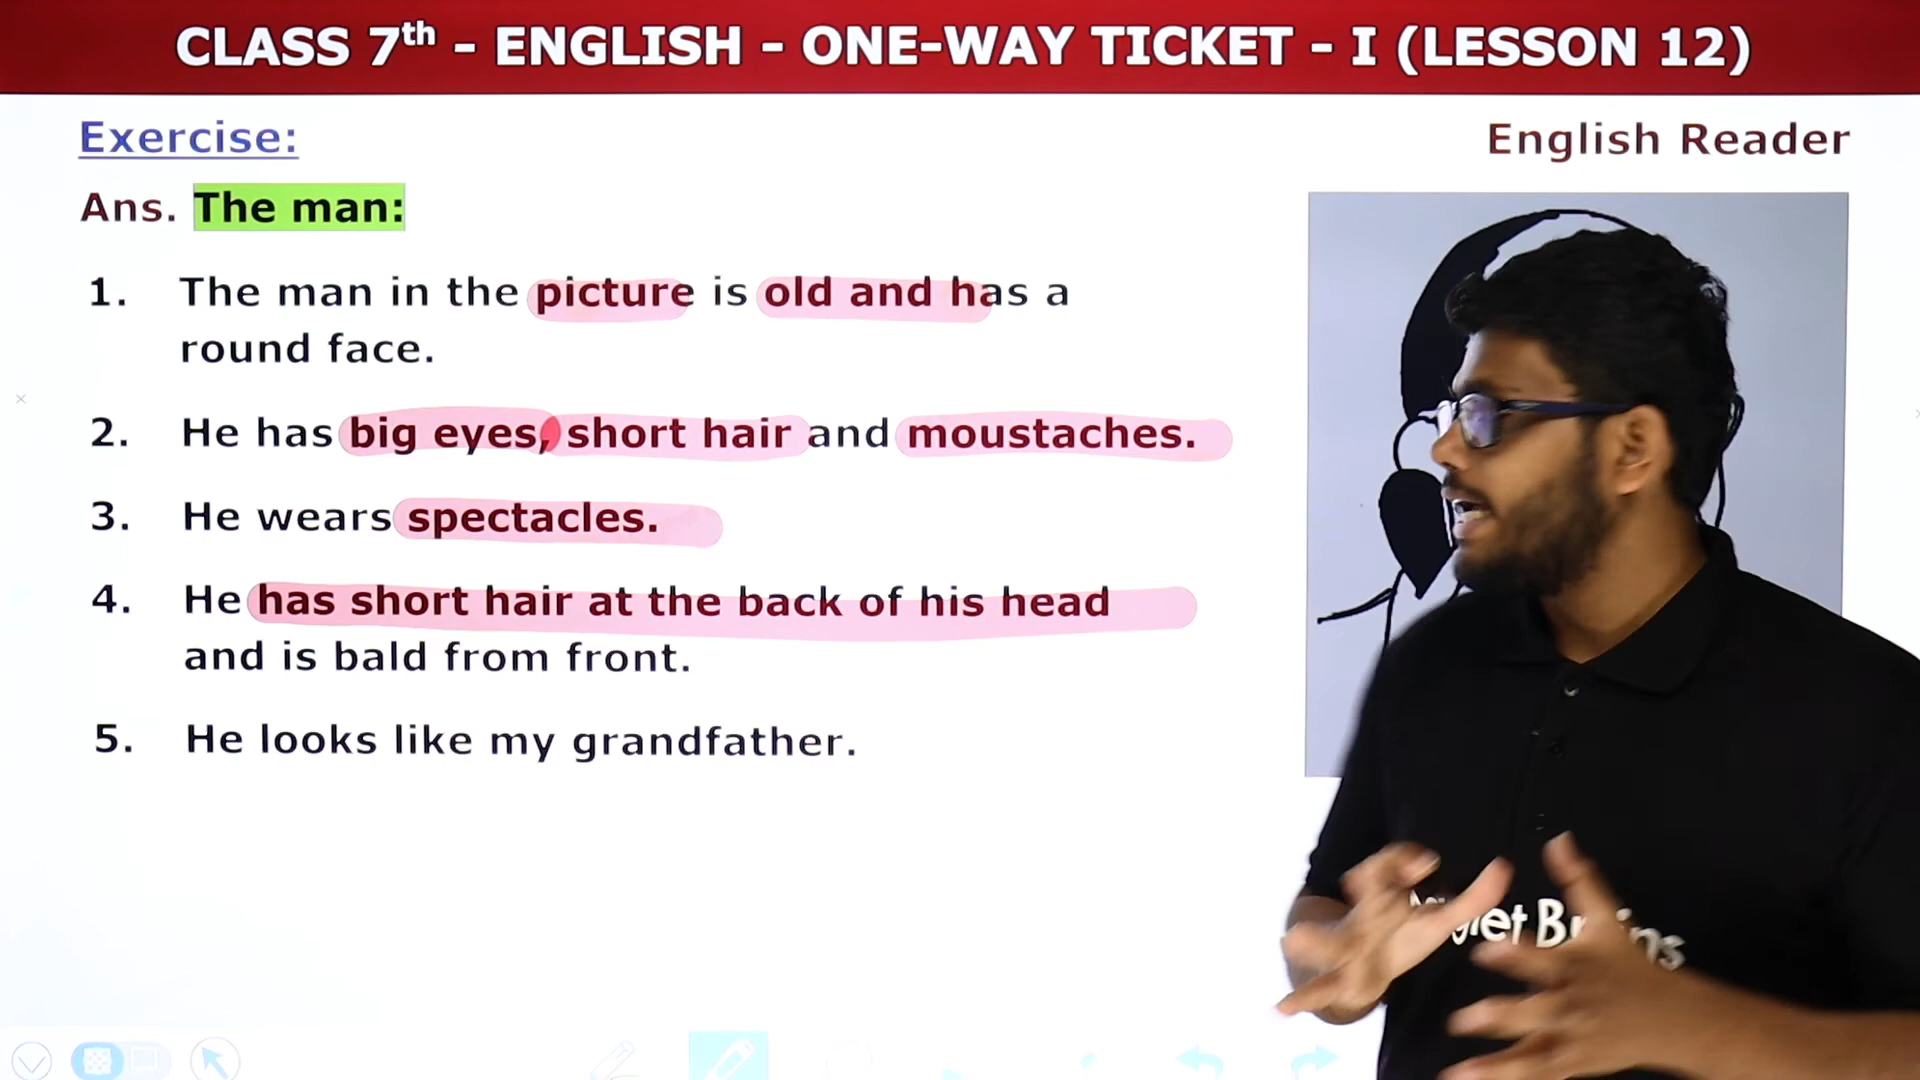 CLASS 7th - ENGLISH - ONE-WAY TICKET - I (LESSON 12)
Exercise:
English Reader
Ans. The man:
1. The man in the picture is old and has a
round face.
2. He has big eyes, short hair and moustaches.
3. He wears spectacles.
4. He has short hair at the back of his head
and is bald from front.
5. He looks like my grandfather.